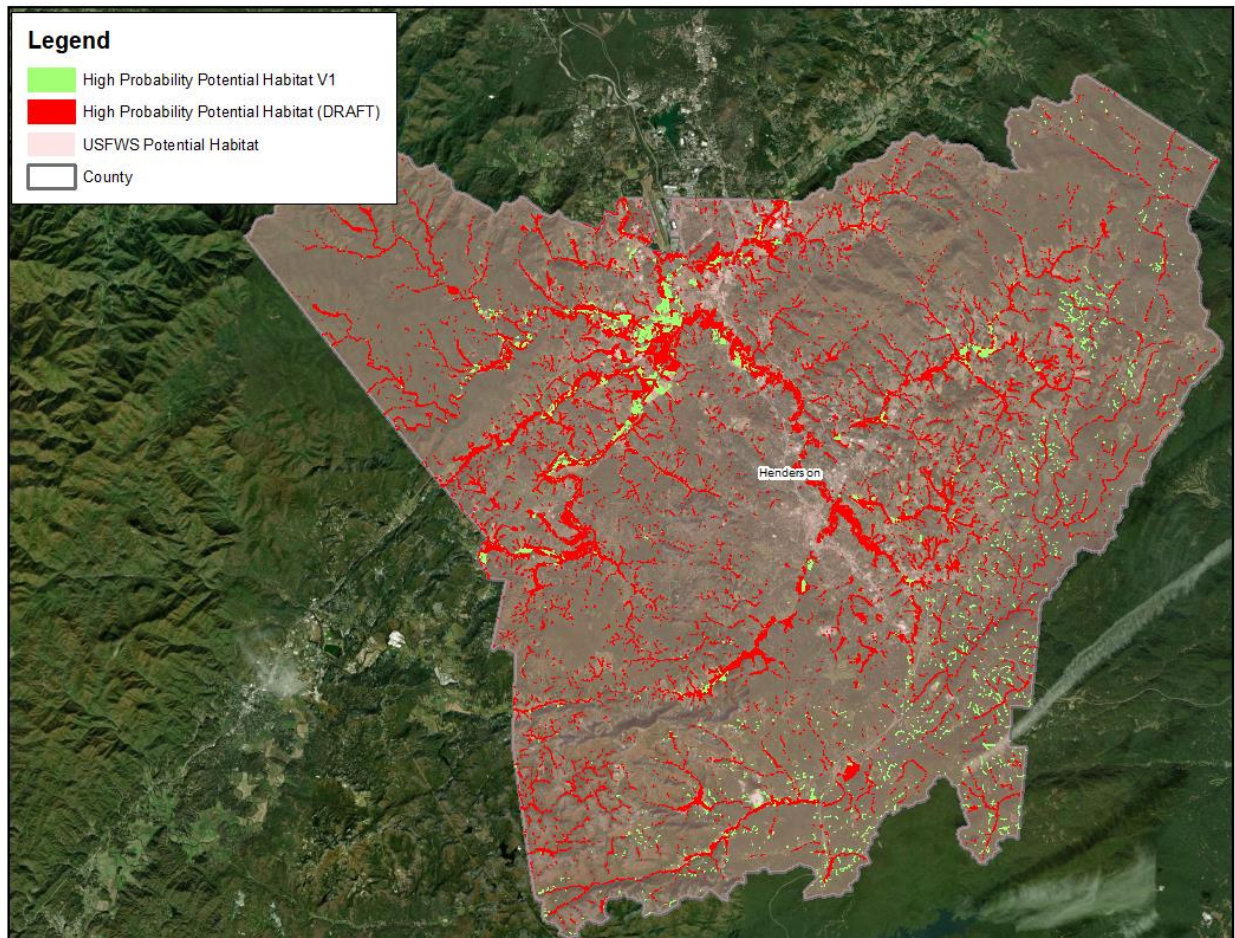 Legend
High Probability Potential Habitat V1
High Probability Potential Habitat (DRAFT)
USFWS Potential Habitat
County
Henderson